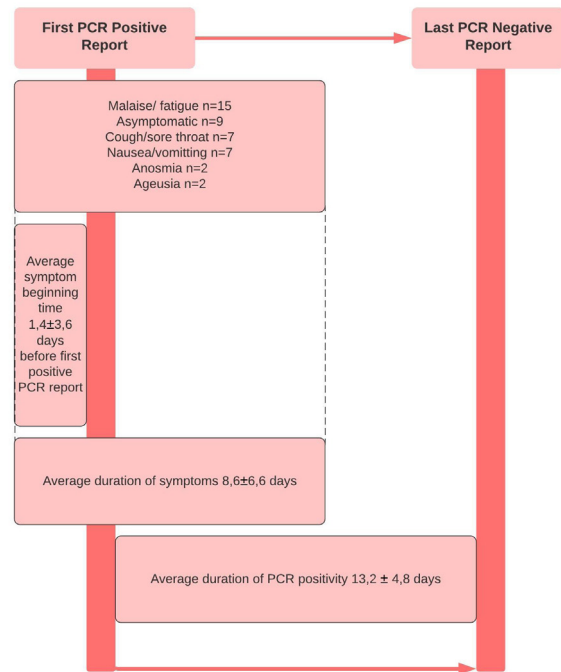 First PCR Positive
Report
Last PCR Negative
Report
Malaise/ fatigue n=15
Asymptomatic n=9
Cough/sore throat n=7
Nausea/vomitting n=7
Anosmia n=2
Ageusia n=2
Average
symptom
beginning
time
1,4±3,6
days
before first
positive
PCR report
Average duration of symptoms 8,6±6,6 days
Average duration of PCR positivity 13,2 ± 4,8 days